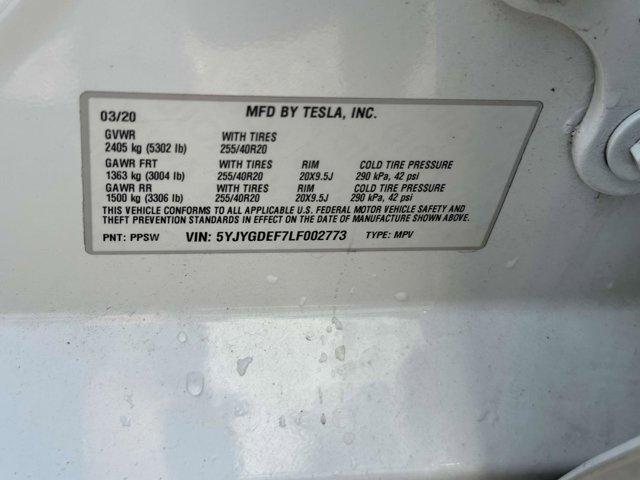 03/20 MFD BY TESLA, INC.
GVWR WITH TIRES
2405 kg (5302 lb) 255/40R20
GAWR FRT WITH TIRES RIM COLD TIRE PRESSURE
1363 kg (3004 lb) 255/40R20 20X9.5J 290 kPa, 42 psi
GAWR RR WITH TIRES RIM COLD TIRE PRESSURE
1500 kg (3306 lb) 255/40R20 20X9.5J 290 kPa, 42 psi
THIS VEHICLE CONFORMS TO ALL APPLICABLE U.S. FEDERAL MOTOR VEHICLE SAFETY AND
THEFT PREVENTION STANDARDS IN EFFECT ON THE DATE OF MANUFACTURE SHOWN ABOVE.
PNT: PPSW VIN: 5YJYGDEF7LF002773 TYPE: MPV